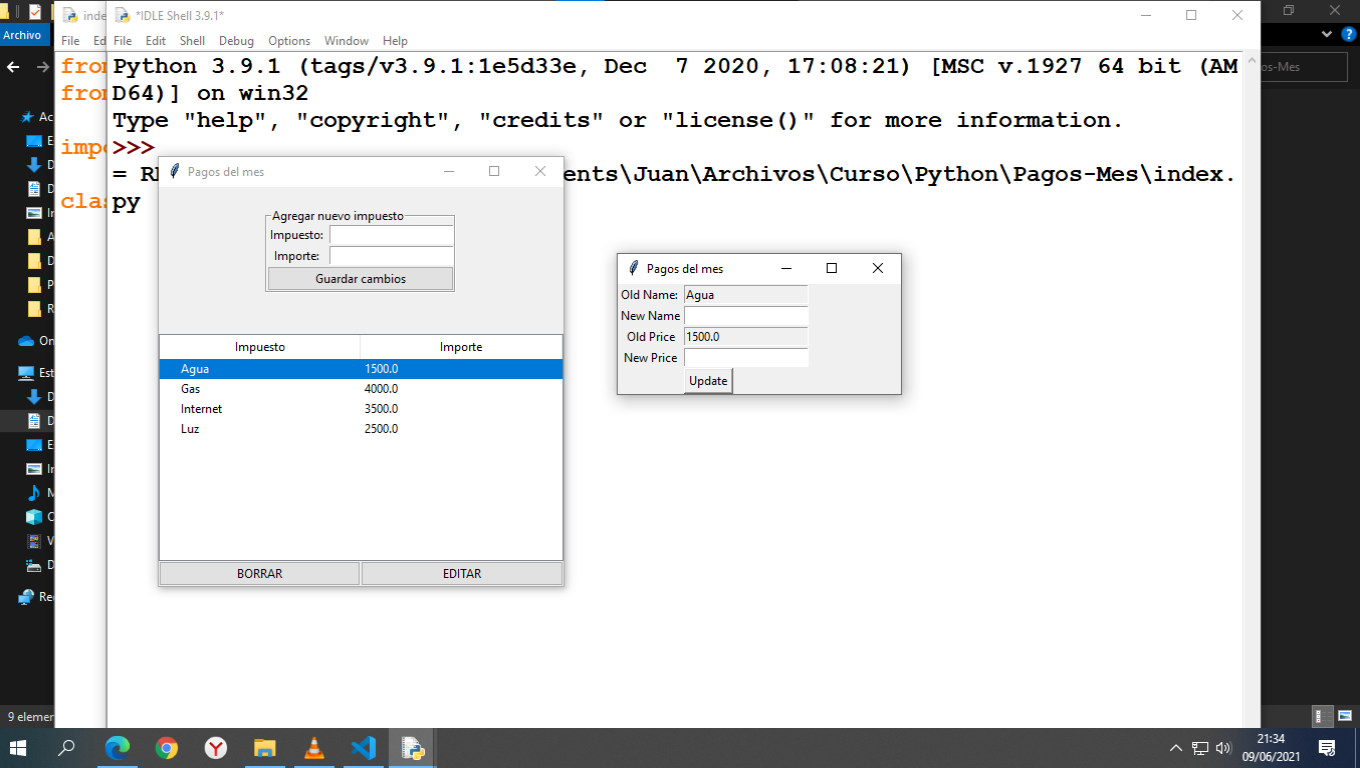 Archivo
inde
File Ed
from
from
impo
clas
*IDLE Shell 3.9.1*
File Edit Shell Debug Options Window Help
Python 3.9.1 (tags/v3.9.1:1e5d33e, Dec  7 2020, 17:08:21) [MSC v.1927 64 bit (AM
D64)] on win32
Type "help", "copyright", "credits" or "license()" for more information.
>>>
= RE
ents\Juan\Archivos\Curso\Python\Pagos-Mes\index.
py
os-Mes
Pagos del mes
Agregar nuevo impuesto
Impuesto:
Importe:
Guardar cambios
Impuesto Importe
Agua 1500.0
Gas 4000.0
Internet 3500.0
Luz 2500.0
BORRAR EDITAR
Pagos del mes
Old Name: Agua
New Name
Old Price 1500.0
New Price
Update
Ac
E
D
D
Ir
A
D
P
R
On
Est
D
D
E
Ir
M
O
V
D
Rec
9 elemen
21:34
09/06/2021